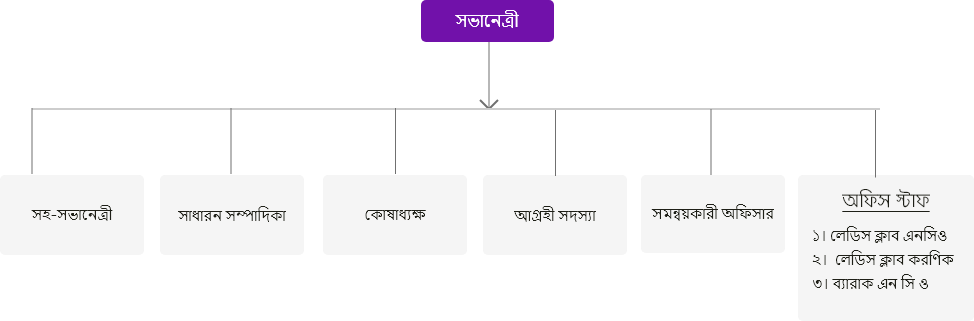 সভানেত্রী
সহ-সভানেত্রী
সাধারন সম্পাদিকা
কোষাধ্যক্ষ
আগ্রহী সদস্যা
সমন্বয়কারী অফিসার
অফিস স্টাফ
১। লেডিস ক্লাব এনসিও
২। লেডিস ক্লাব করণিক
৩। ব্যারাক এন সি ও